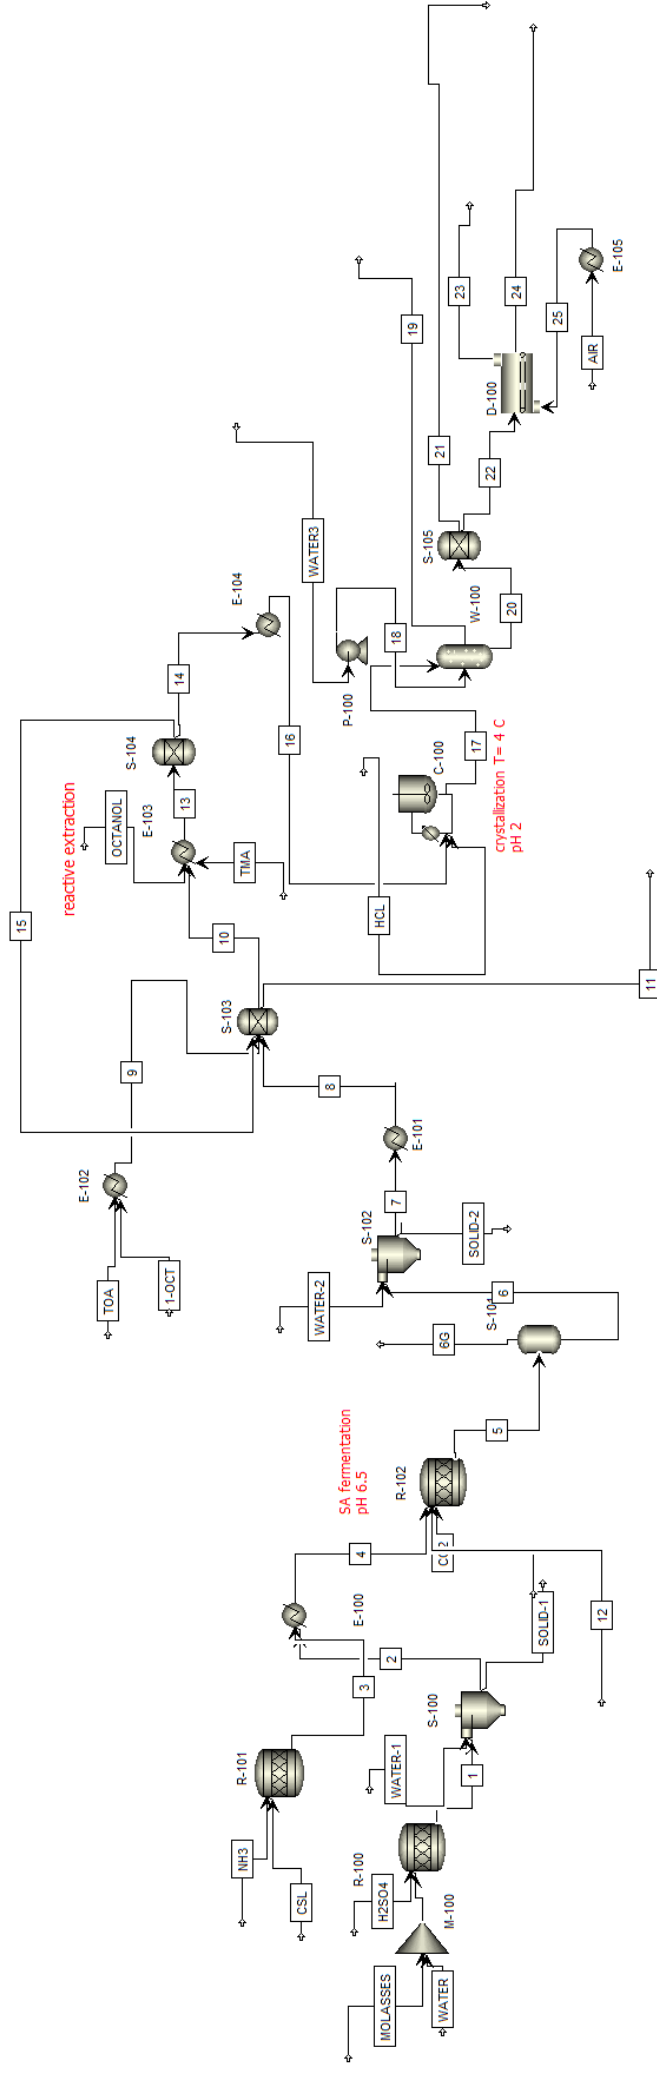 MOLASSES
WATER
M-100
H2SO4
R-100
1
WATER-1
S-100
SOLID-1
2
NH3
CSL
R-101
3
E-100
4
12
R-102
SA fermentation
pH 6.5
5
6G
6
WATER-2
S-102
SOLID-2
7
E-101
8
TOA
1-OCT
E-102
9
S-103
10
11
15
reactive extraction
OCTANOL
E-103
TMA
13
S-104
14
E-104
16
HCL
C-100
crystallization T= 4 C
pH 2
17
WATER3
P-100
18
W-100
19
20
S-105
21
22
D-100
23
24
25
AIR
E-105